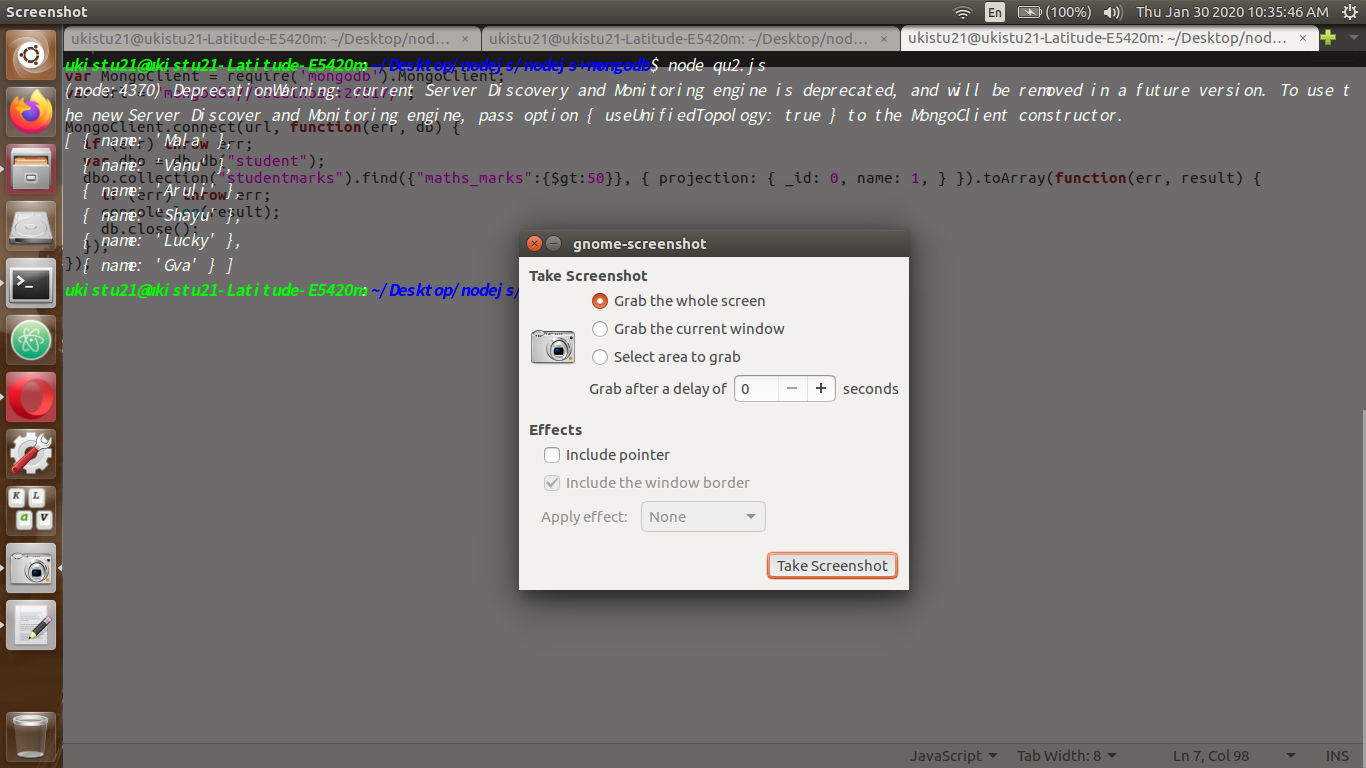 Screenshot
En
(100%)
Thu Jan 30 2020 10:35:46 AM
ukistu21@ukistu21-Latitude-E5420m: ~/Desktop/nod… ×
ukistu21@ukistu21-Latitude-E5420m: ~/Desktop/nod… ×
ukistu21@ukistu21-Latitude-E5420m: ~/Desktop/nod… ×
ukistu21@ukistu21-Latitude-E5420m:~/Desktop/nodejs/nodejs+mongodb$ node qu2.js
var MongoClient = require('mongodb').MongoClient;
(node:4370) DeprecationWarning: current Server Discovery and Monitoring engine is deprecated, and will be removed in a future version. To use t
he new Server Discover and Monitoring engine, pass option { useUnifiedTopology: true } to the MongoClient constructor.
MongoClient.connect(url, function(err, db) {
[ { name: 'Mala' },
if (err) throw err;
var dbo = db.db("student");
{ name: 'Vanu' },
dbo.collection("studentmarks").find({"maths_marks":{$gt:50}}, { projection: { _id: 0, name: 1, } }).toArray(function(err, result) {
{ name: 'Aruli' },
if (err) throw err;
console.log(result);
{ name: 'Shayu' },
db.close();
{ name: 'Lucky' },
});
{ name: 'Gva' } ]
});
ukistu21@ukistu21-Latitude-E5420m:~/Desktop/nodejs/
gnome-screenshot
Take Screenshot
Grab the whole screen
Grab the current window
Select area to grab
Grab after a delay of 0 − + seconds
Effects
Include pointer
Include the window border
Apply effect: None
Take Screenshot
K L
a v
JavaScript Tab Width: 8 Ln 7, Col 98 INS